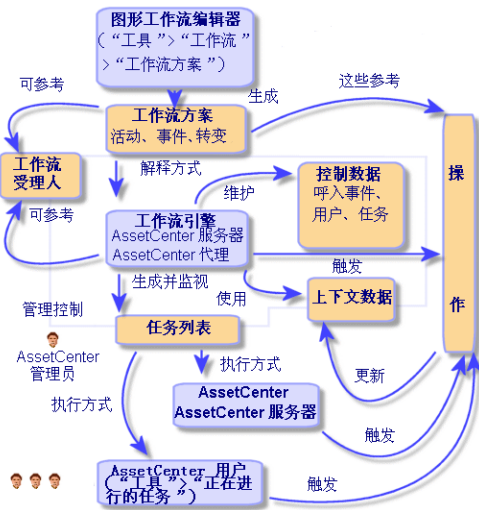 图形工作流编辑器
(“工具”>“工作流”
>“工作流方案”)
可参考
生成
这些参考
工作流方案
活动、事件、转变
工作流
受理人
解释方式
控制数据
呼入事件、
用户、任务
操
作
维护
可参考
工作流引擎
AssetCenter 服务器
AssetCenter 代理
触发
生成并监视
使用
上下文数据
管理控制
任务列表
AssetCenter
管理员
执行方式
更新
AssetCenter
AssetCenter 服务器
执行方式
触发
AssetCenter 用户
(“工具”>“正在进
行的任务”)
触发